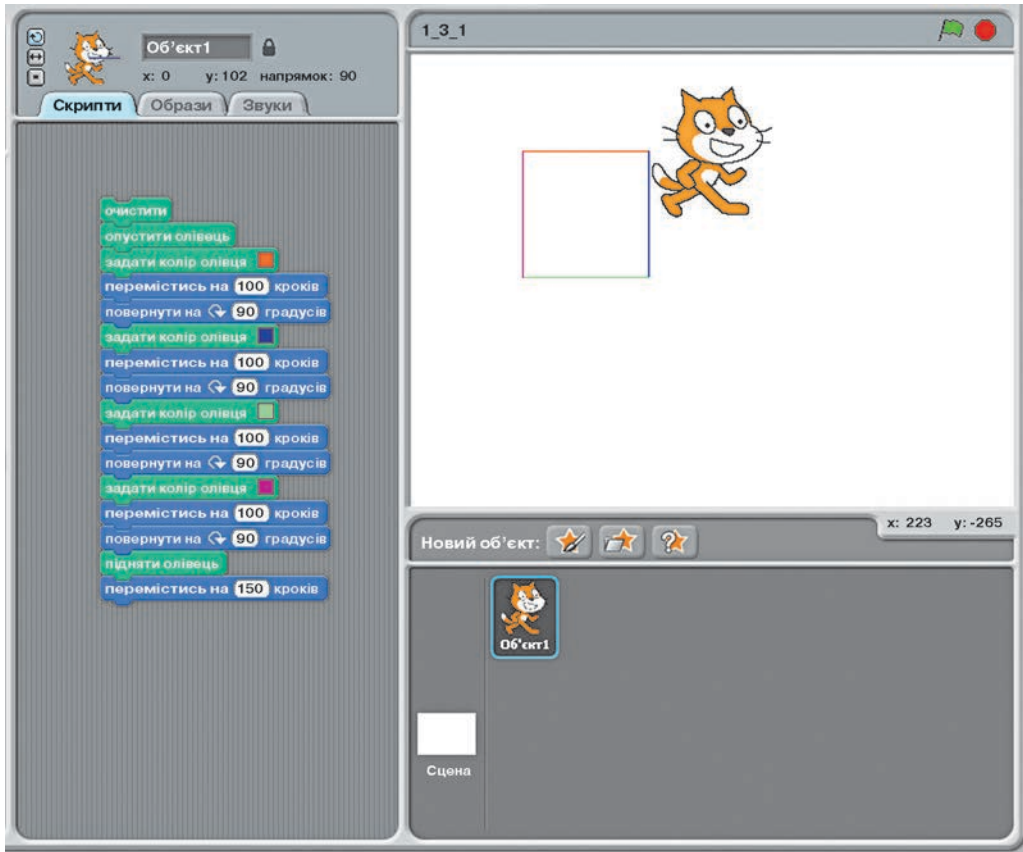 Об'єкт1
x: 0 y: 102 напрямок: 90
Скрипти Образи Звуки
очистити
опустити олівець
задати колір олівця
перемістись на 100 кроків
повернути на 90 градусів
задати колір олівця
перемістись на 100 кроків
повернути на 90 градусів
задати колір олівця
перемістись на 100 кроків
повернути на 90 градусів
задати колір олівця
перемістись на 100 кроків
повернути на 90 градусів
підняти олівець
перемістись на 150 кроків
1_3_1
x: 223 y: -265
Новий об'єкт:
Об'єкт1
Сцена